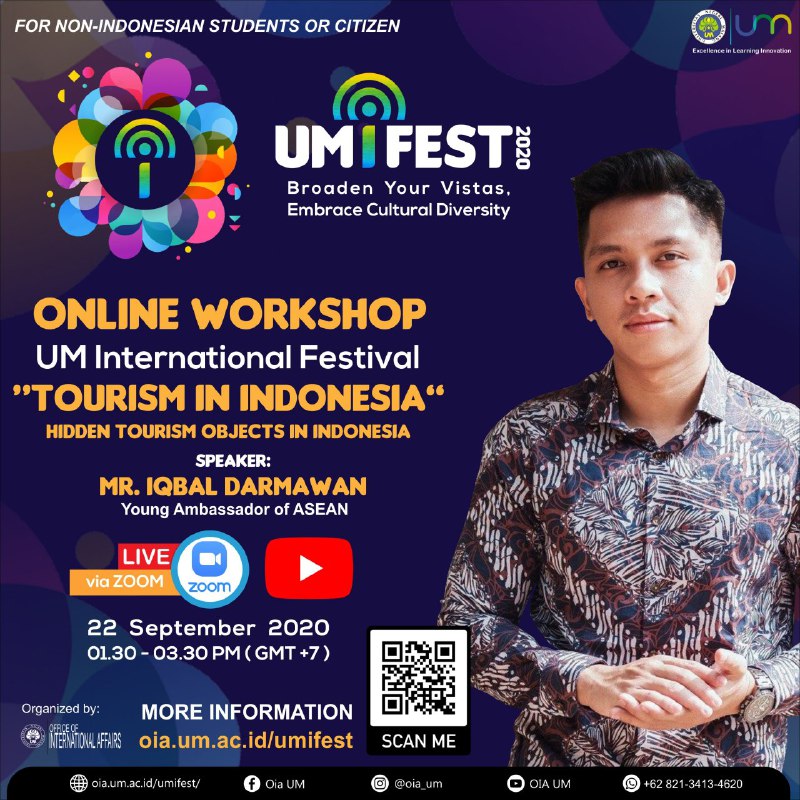 FOR NON-INDONESIAN STUDENTS OR CITIZEN
UM
Excellence in Learning Innovation
UMiFEST 2020
Broaden Your Vistas,
Embrace Cultural Diversity
ONLINE WORKSHOP
UM International Festival
"TOURISM IN INDONESIA"
HIDDEN TOURISM OBJECTS IN INDONESIA
SPEAKER:
MR. IQBAL DARMAWAN
Young Ambassador of ASEAN
LIVE
via ZOOM
zoom
22 September 2020
01.30 - 03.30 PM ( GMT +7 )
Organized by:
OFFICE OF
INTERNATIONAL AFFAIRS
MORE INFORMATION
oia.um.ac.id/umifest
SCAN ME
oia.um.ac.id/umifest/
Oia UM
@oia_um
OIA UM
+62 821-3413-4620